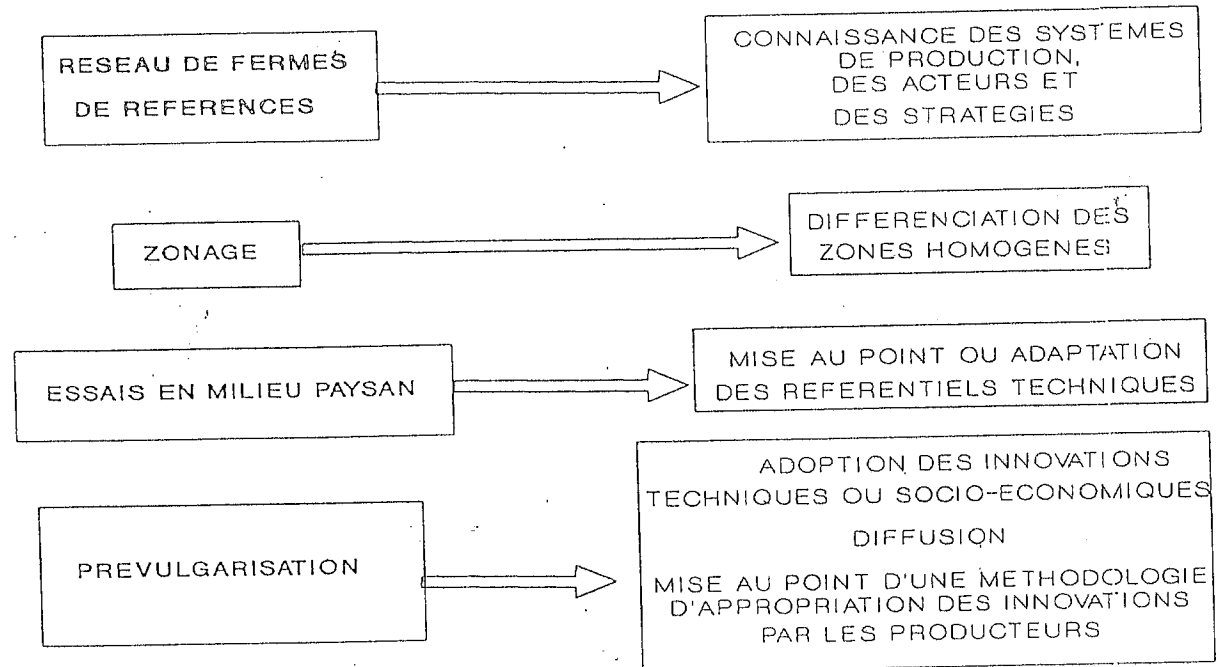 RESEAU DE FERMES
DE REFERENCES
CONNAISSANCE DES SYSTEMES
DE PRODUCTION,
DES ACTEURS ET
DES STRATEGIES
ZONAGE
DIFFERENCIATION DES
ZONES HOMOGENES
ESSAIS EN MILIEU PAYSAN
MISE AU POINT OU ADAPTATION
DES REFERENTIELS TECHNIQUES
PREVULGARISATION
ADOPTION DES INNOVATIONS
TECHNIQUES OU SOCIO-ECONOMIQUES
DIFFUSION
MISE AU POINT D'UNE METHODOLOGIE
D'APPROPRIATION DES INNOVATIONS
PAR LES PRODUCTEURS